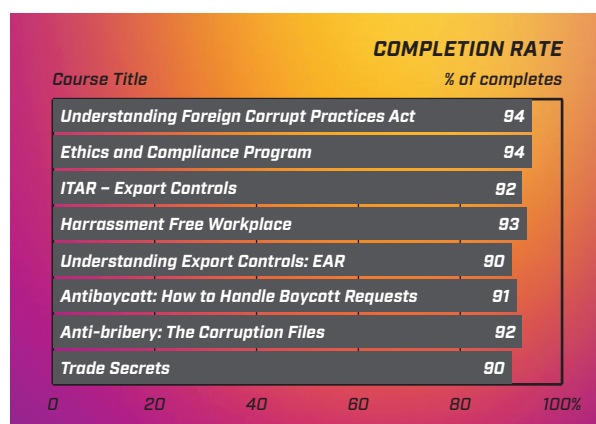 COMPLETION RATE
Course Title % of completes
Understanding Foreign Corrupt Practices Act 94
Ethics and Compliance Program 94
ITAR – Export Controls 92
Harrassment Free Workplace 93
Understanding Export Controls: EAR 90
Antiboycott: How to Handle Boycott Requests 91
Anti-bribery: The Corruption Files 92
Trade Secrets 90
0 20 40 60 80 100%